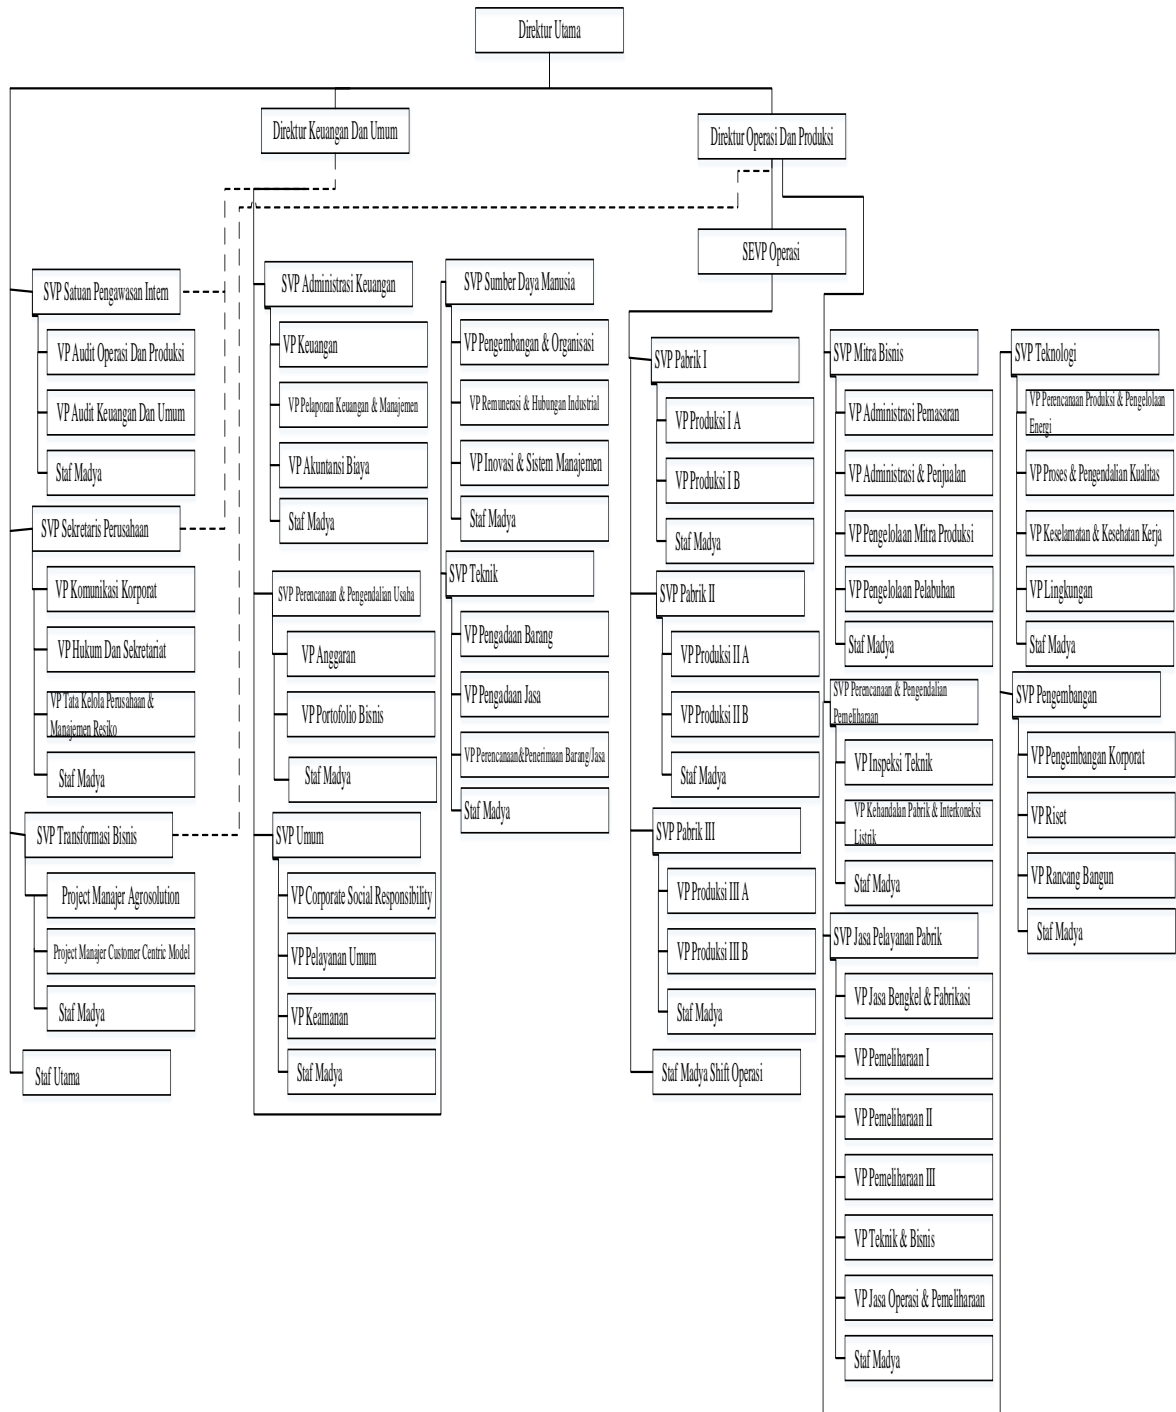 Direktur Utama
Direktur Keuangan Dan Umum
Direktur Operasi Dan Produksi
SEVP Operasi
SVP Satuan Pengawasan Intern
VP Audit Operasi Dan Produksi
VP Audit Keuangan Dan Umum
Staf Madya
SVP Sekretaris Perusahaan
VP Komunikasi Korporat
VP Hukum Dan Sekretariat
VP Tata Kelola Perusahaan &
Manajemen Resiko
Staf Madya
SVP Transformasi Bisnis
Project Manajer Agrosolution
Project Manajer Customer Centric Model
Staf Madya
Staf Utama
SVP Administrasi Keuangan
VP Keuangan
VP Pelaporan Keuangan & Manajemen
VP Akuntansi Biaya
Staf Madya
SVP Perencanaan & Pengendalian Usaha
VP Anggaran
VP Portofolio Bisnis
Staf Madya
SVP Umum
VP Corporate Social Responsibility
VP Pelayanan Umum
VP Keamanan
Staf Madya
SVP Sumber Daya Manusia
VP Pengembangan & Organisasi
VP Remunerasi & Hubungan Industrial
VP Inovasi & Sistem Manajemen
Staf Madya
SVP Teknik
VP Pengadaan Barang
VP Pengadaan Jasa
VP Perencanaan&Penerimaan Barang/Jasa
Staf Madya
SVP Pabrik I
VP Produksi I A
VP Produksi I B
Staf Madya
SVP Pabrik II
VP Produksi II A
VP Produksi II B
Staf Madya
SVP Pabrik III
VP Produksi III A
VP Produksi III B
Staf Madya
Staf Madya Shift Operasi
SVP Mitra Bisnis
VP Administrasi Pemasaran
VP Administrasi & Penjualan
VP Pengelolaan Mitra Produksi
VP Pengelolaan Pelabuhan
Staf Madya
SVP Perencanaan & Pengendalian
Pemeliharaan
VP Inspeksi Teknik
VP Kehandalan Pabrik & Interkoneksi
Listrik
Staf Madya
SVP Jasa Pelayanan Pabrik
VP Jasa Bengkel & Fabrikasi
VP Pemeliharaan I
VP Pemeliharaan II
VP Pemeliharaan III
VP Teknik & Bisnis
VP Jasa Operasi & Pemeliharaan
Staf Madya
SVP Teknologi
VP Perencanaan Produksi & Pengelolaan
Energi
VP Proses & Pengendalian Kualitas
VP Keselamatan & Kesehatan Kerja
VP Lingkungan
Staf Madya
SVP Pengembangan
VP Pengembangan Korporat
VP Riset
VP Rancang Bangun
Staf Madya